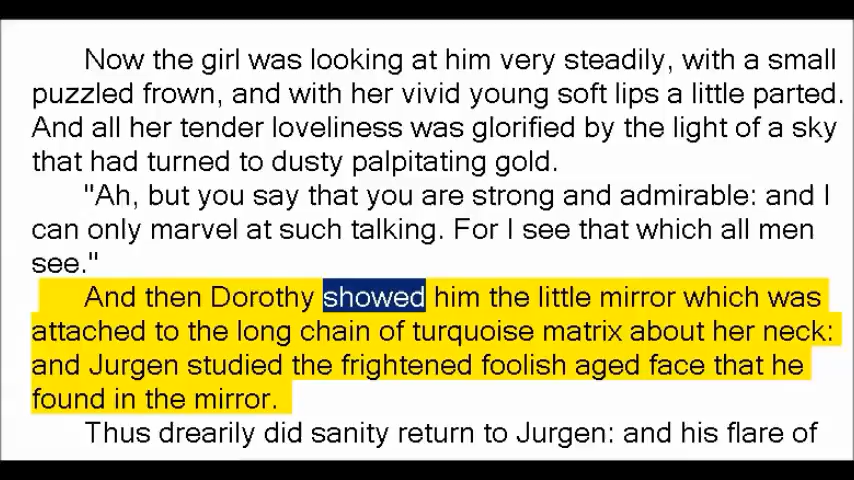 Now the girl was looking at him very steadily, with a small
puzzled frown, and with her vivid young soft lips a little parted.
And all her tender loveliness was glorified by the light of a sky
that had turned to dusty palpitating gold.
"Ah, but you say that you are strong and admirable: and I
can only marvel at such talking. For I see that which all men
see."
And then Dorothy showed him the little mirror which was
attached to the long chain of turquoise matrix about her neck:
and Jurgen studied the frightened foolish aged face that he
found in the mirror.
Thus drearily did sanity return to Jurgen: and his flare of